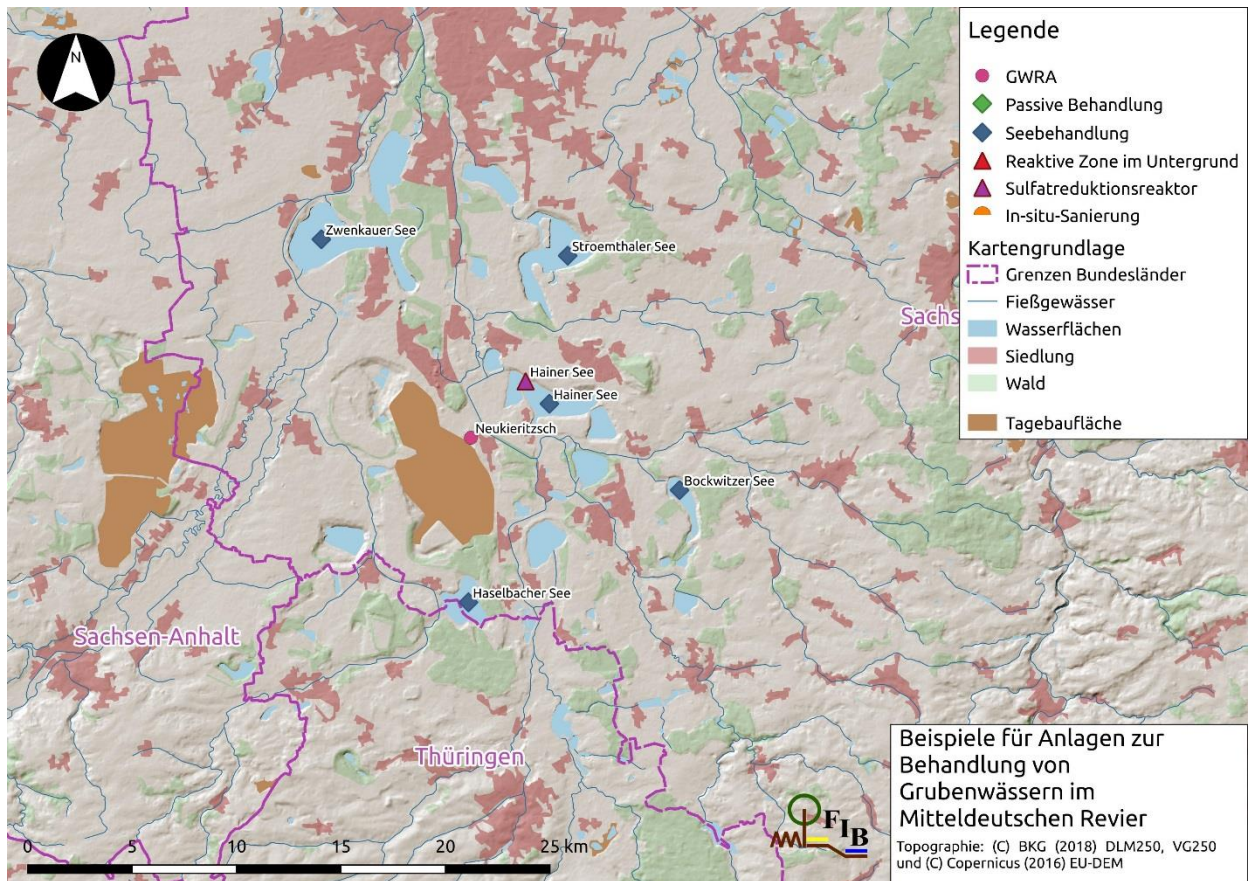 N
Legende
GWRA
Passive Behandlung
Seebehandlung
Reaktive Zone im Untergrund
Sulfatreduktionsreaktor
In-situ-Sanierung
Kartengrundlage
Grenzen Bundesländer
Fießgewässer
Wasserflächen
Siedlung
Wald
Tagebaufläche
Zwenkauer See
Stroemthaler See
Sachs
Hainer See
Hainer See
Neukieritzsch
Bockwitzer See
Haselbacher See
Sachsen-Anhalt
Thüringen
Beispiele für Anlagen zur
Behandlung von
Grubenwässern im
Mitteldeutschen Revier
Topographie: (C) BKG (2018) DLM250, VG250
und (C) Copernicus (2016) EU-DEM
FIB
0 5 10 15 20 25 km